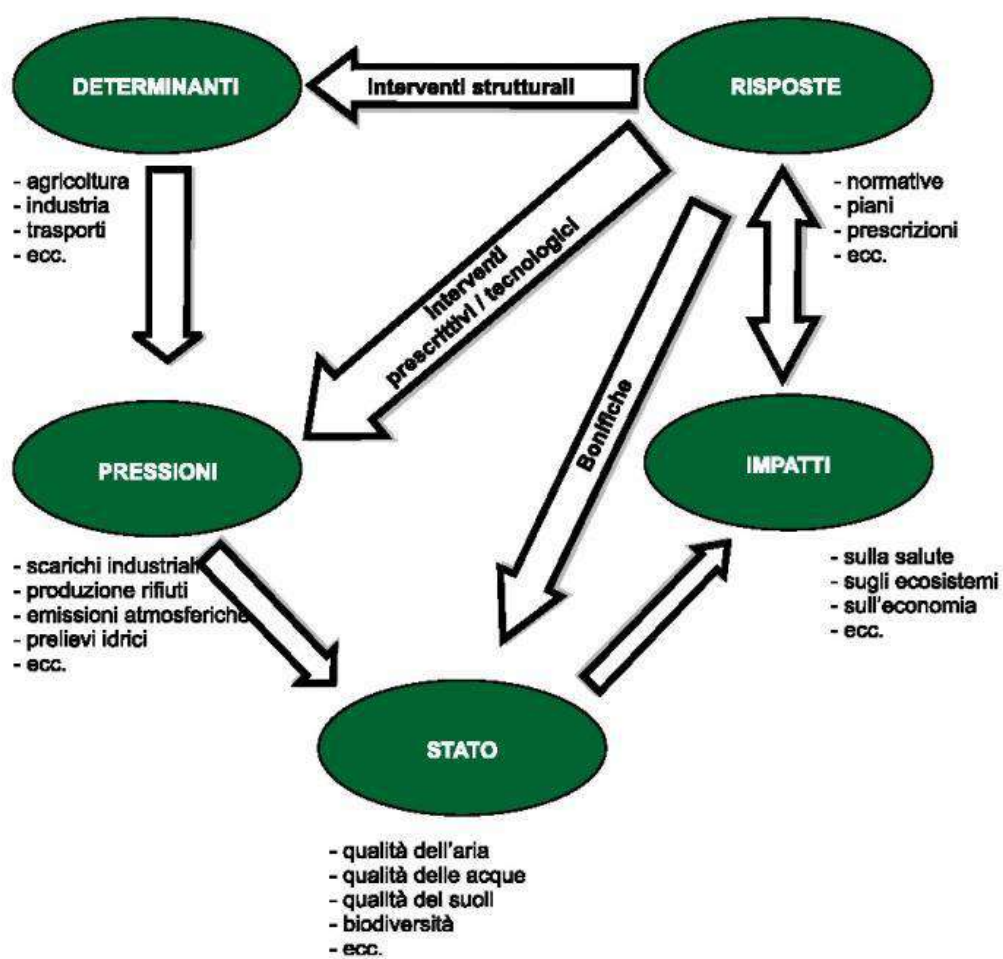 DETERMINANTI
Interventi strutturali
RISPOSTE
- agricoltura
- industria
- trasporti
- ecc.
- normative
- piani
- prescrizioni
- ecc.
Interventi
prescrittivi / tecnologici
Bonifiche
PRESSIONI
IMPATTI
- scarichi industriali
- produzione rifiuti
- emissioni atmosferiche
- prelievi idrici
- ecc.
- sulla salute
- sugli ecosistemi
- sull'economia
- ecc.
STATO
- qualità dell'aria
- qualità delle acque
- qualità dei suoli
- biodiversità
- ecc.